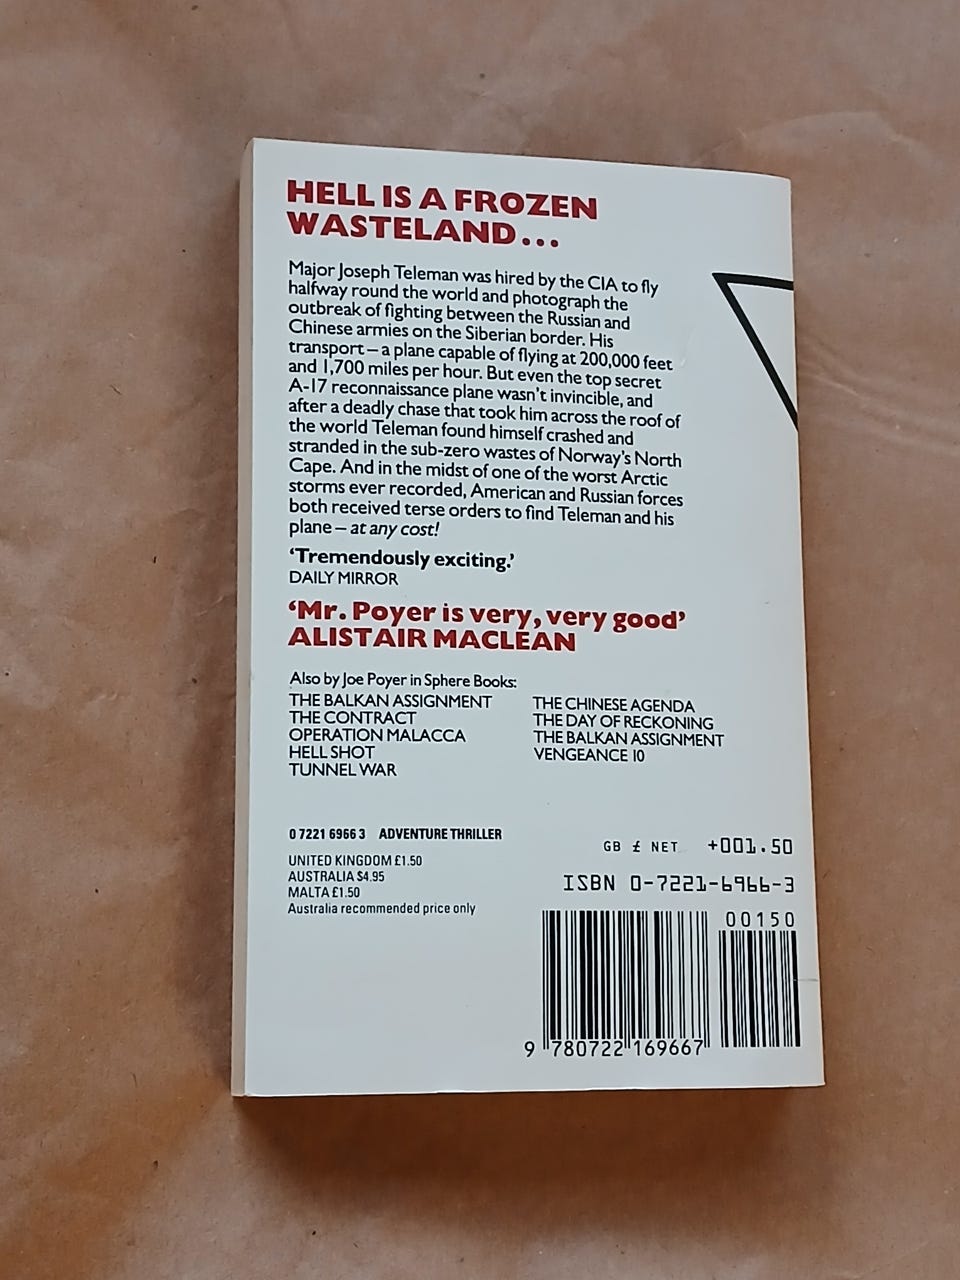 HELL IS A FROZEN
WASTELAND...
Major Joseph Teleman was hired by the CIA to fly
halfway round the world and photograph the
outbreak of fighting between the Russian and
Chinese armies on the Siberian border. His
transport – a plane capable of flying at 200,000 feet
and 1,700 miles per hour. But even the top secret
A-17 reconnaissance plane wasn't invincible, and
after a deadly chase that took him across the roof of
the world Teleman found himself crashed and
stranded in the sub-zero wastes of Norway's North
Cape. And in the midst of one of the worst Arctic
storms ever recorded, American and Russian forces
both received terse orders to find Teleman and his
plane – at any cost!
‘Tremendously exciting.’
DAILY MIRROR
‘Mr. Poyer is very, very good’
ALISTAIR MACLEAN
Also by Joe Poyer in Sphere Books:
THE BALKAN ASSIGNMENT
THE CONTRACT
OPERATION MALACCA
HELL SHOT
TUNNEL WAR
THE CHINESE AGENDA
THE DAY OF RECKONING
THE BALKAN ASSIGNMENT
VENGEANCE 10
0 7221 6966 3 ADVENTURE THRILLER
UNITED KINGDOM £1.50
AUSTRALIA $4.95
MALTA £1.50
Australia recommended price only
GB £ NET +001.50
ISBN 0-7221-6966-3
00150
9 780722 169667